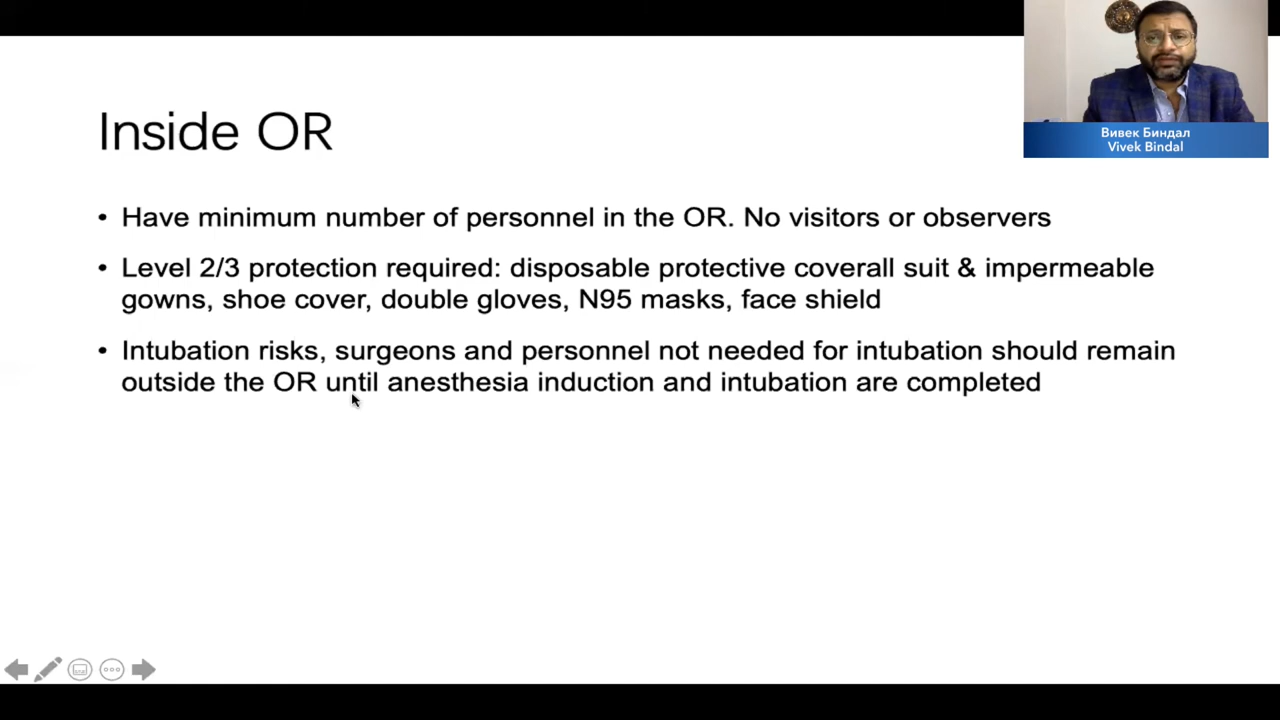 Inside OR
• Have minimum number of personnel in the OR. No visitors or observers
• Level 2/3 protection required: disposable protective coverall suit & impermeable
gowns, shoe cover, double gloves, N95 masks, face shield
• Intubation risks, surgeons and personnel not needed for intubation should remain
outside the OR until anesthesia induction and intubation are completed
Вивек Биндал
Vivek Bindal